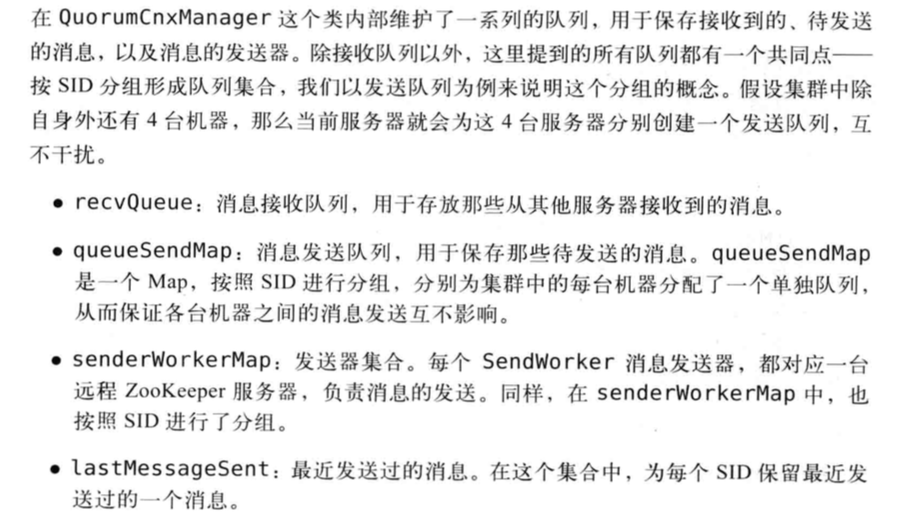 在 QuorumCnxManager 这个类内部维护了一系列的队列，用于保存接收到的、待发送
的消息，以及消息的发送器。除接收队列以外，这里提到的所有队列都有一个共同点——
按 SID 分组形成队列集合，我们以发送队列为例来说明这个分组的概念。假设集群中除
自身外还有 4 台机器，那么当前服务器就会为这 4 台服务器分别创建一个发送队列，互
不干扰。
● recvQueue：消息接收队列，用于存放那些从其他服务器接收到的消息。
● queueSendMap：消息发送队列，用于保存那些待发送的消息。queueSendMap
是一个 Map，按照 SID 进行分组，分别为集群中的每台机器分配了一个单独队列，
从而保证各台机器之间的消息发送互不影响。
● senderWorkerMap：发送器集合。每个 SendWorker 消息发送器，都对应一台
远程 ZooKeeper 服务器，负责消息的发送。同样，在 senderWorkerMap 中，也
按照 SID 进行了分组。
● lastMessageSent：最近发送过的消息。在这个集合中，为每个 SID 保留最近发
送过的一个消息。